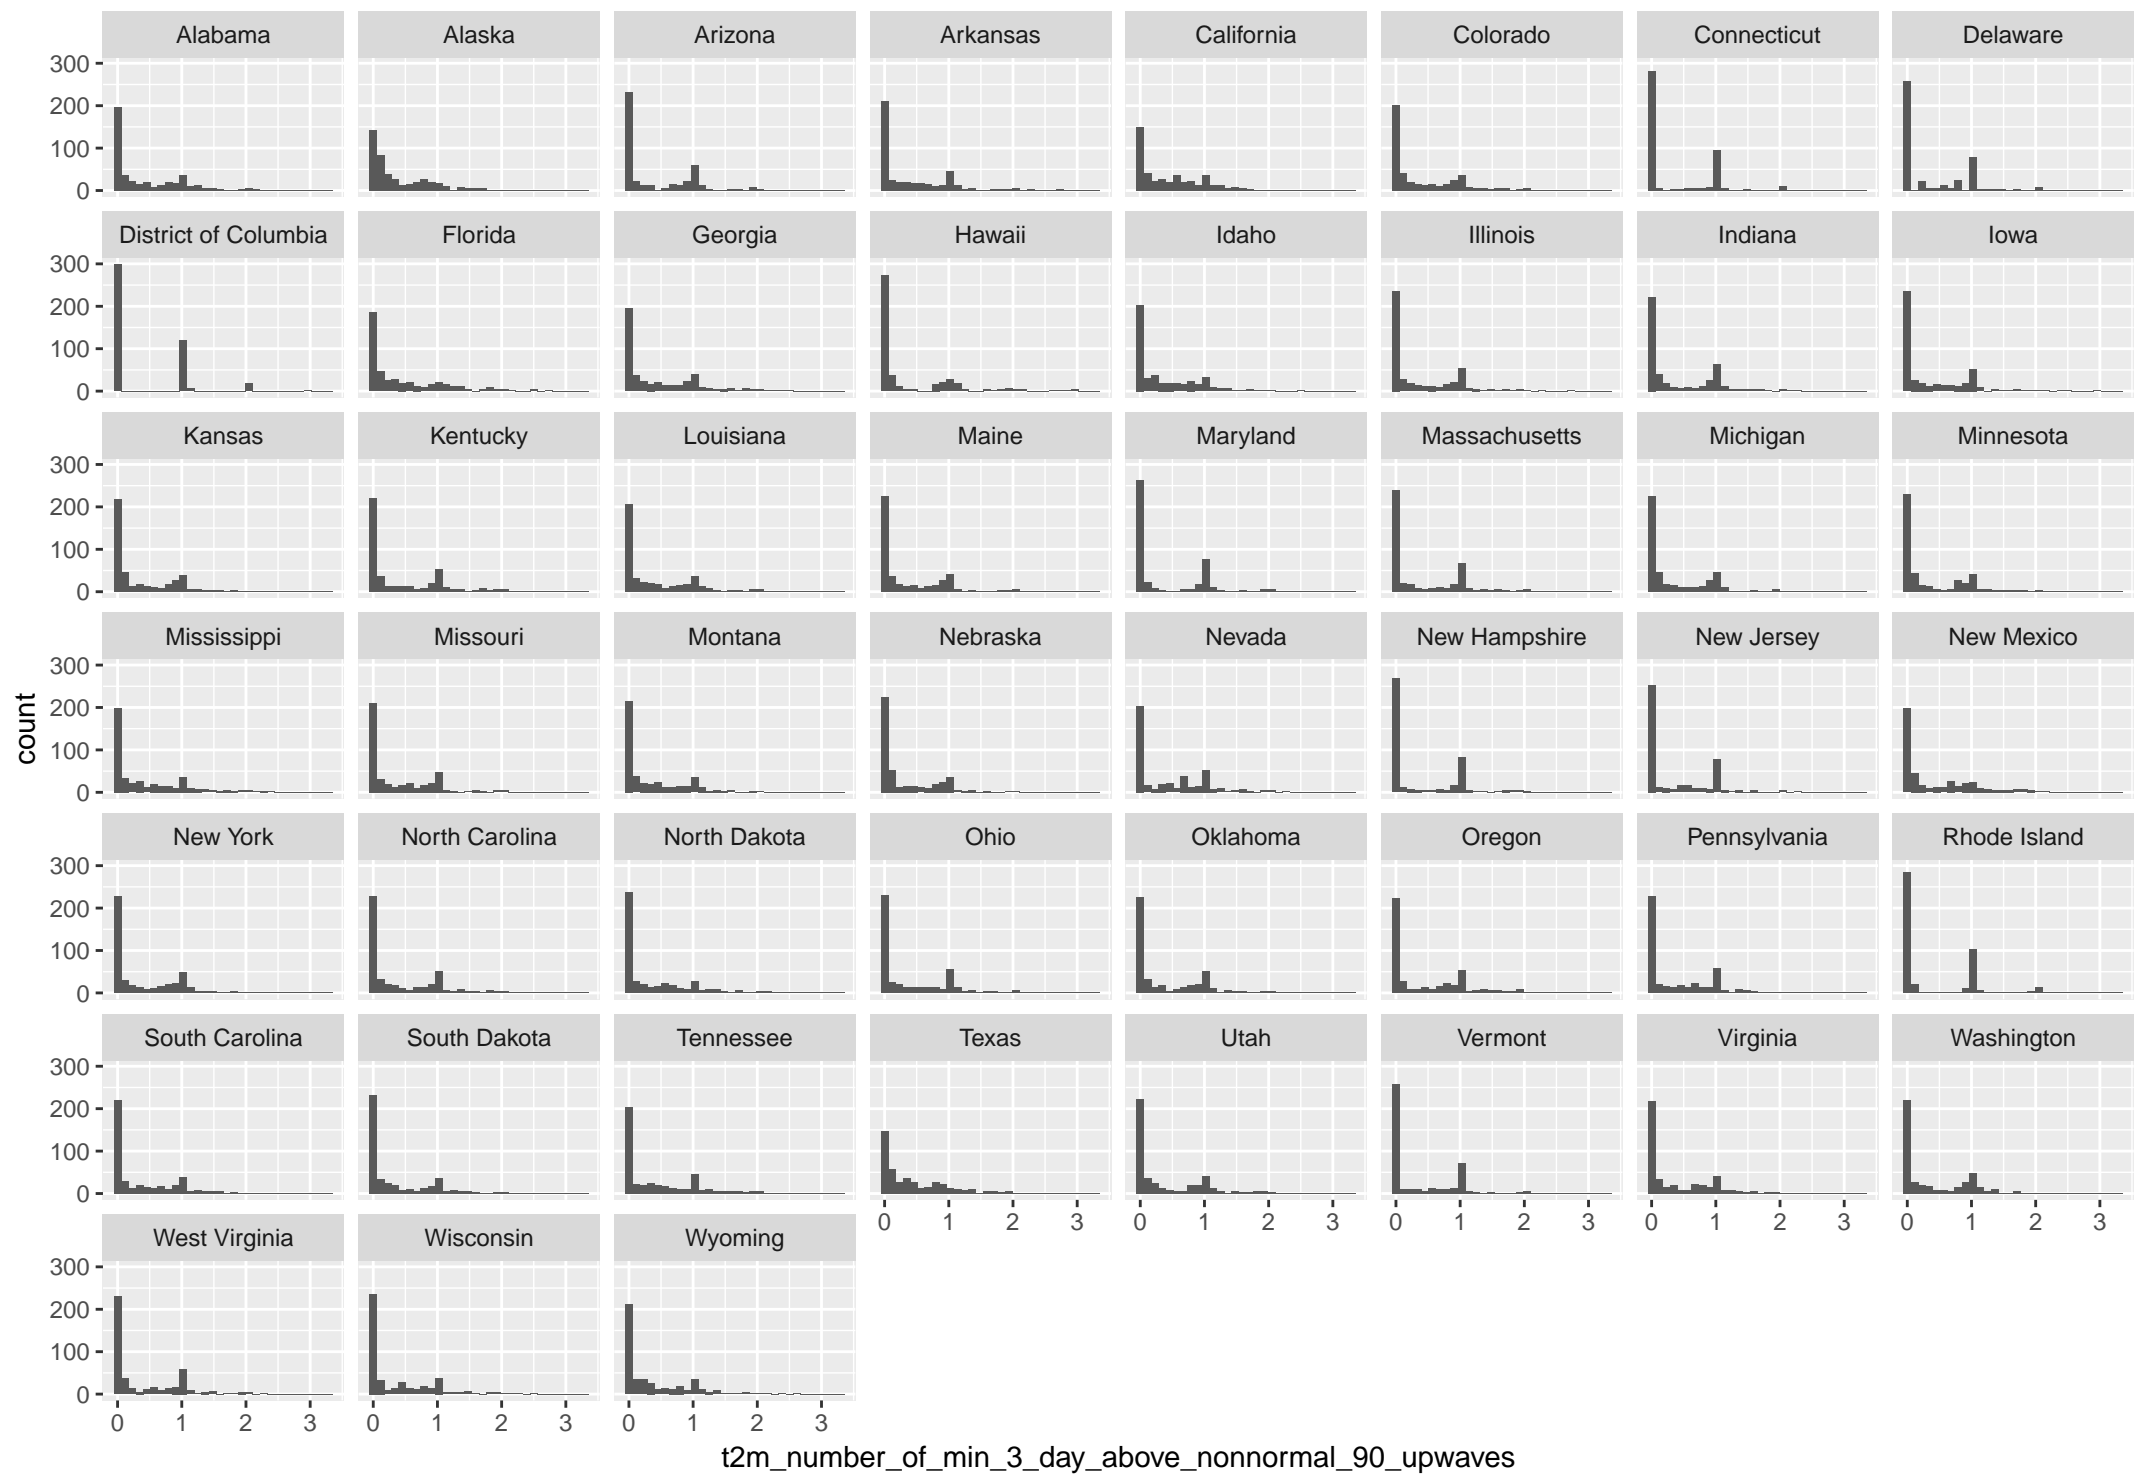 Alabama Alaska Arizona Arkansas California Colorado Connecticut Delaware
300
200
100
0
District of Columbia Florida Georgia Hawaii Idaho Illinois Indiana Iowa
300
200
100
0
Kansas Kentucky Louisiana Maine Maryland Massachusetts Michigan Minnesota
300
200
100
0
Mississippi Missouri Montana Nebraska Nevada New Hampshire New Jersey New Mexico
300
200
100
0
count
New York North Carolina North Dakota Ohio Oklahoma Oregon Pennsylvania Rhode Island
300
200
100
0
South Carolina South Dakota Tennessee Texas Utah Vermont Virginia Washington
300
200
100
0
0 1 2 3 0 1 2 3 0 1 2 3 0 1 2 3 0 1 2 3
West Virginia Wisconsin Wyoming
300
200
100
0
0 1 2 3 0 1 2 3 0 1 2 3
t2m_number_of_min_3_day_above_nonnormal_90_upwaves